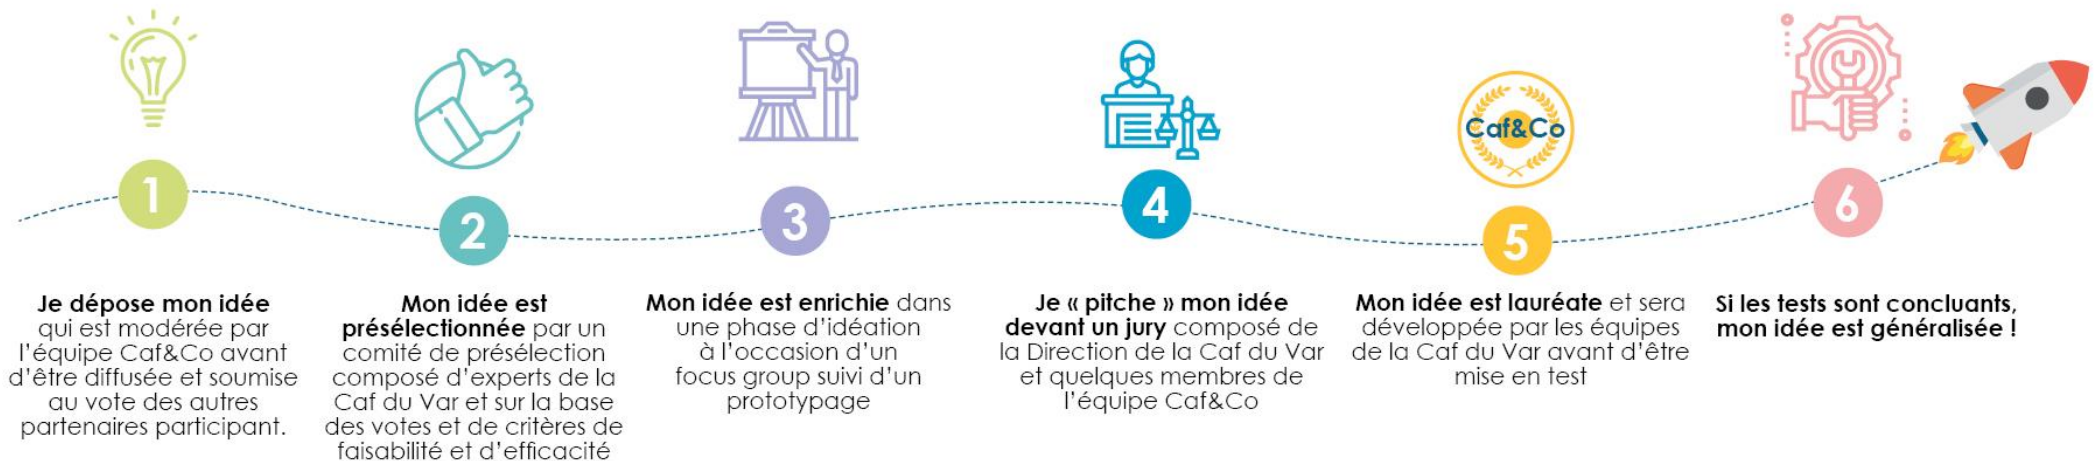 1
Je dépose mon idée
qui est modérée par
l'équipe Caf&Co avant
d'être diffusée et soumise
au vote des autres
partenaires participant.
2
Mon idée est
présélectionnée par un
comité de présélection
composé d'experts de la
Caf du Var et sur la base
des votes et de critères de
faisabilité et d'efficacité
3
Mon idée est enrichie dans
une phase d'idéation
à l'occasion d'un
focus group suivi d'un
prototypage
4
Je « pitche » mon idée
devant un jury composé de
la Direction de la Caf du Var
et quelques membres de
l'équipe Caf&Co
Caf&Co
5
Mon idée est lauréate et sera
développée par les équipes
de la Caf du Var avant d'être
mise en test
6
Si les tests sont concluants,
mon idée est généralisée !